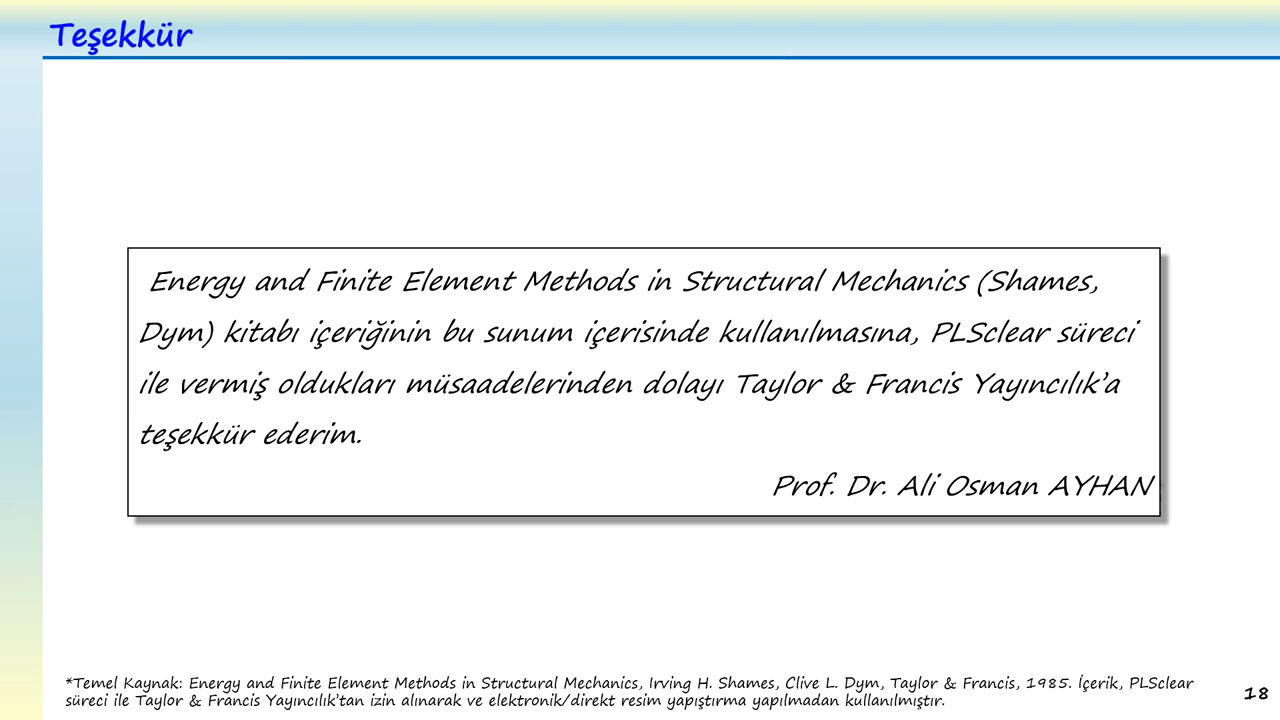 Teşekkür
Energy and Finite Element Methods in Structural Mechanics (Shames,
Dym) kitabı içeriğinin bu sunum içerisinde kullanılmasına, PLSclear süreci
ile vermiş oldukları müsaadelerinden dolayı Taylor & Francis Yayıncılık’a
teşekkür ederim.
Prof. Dr. Ali Osman AYHAN
*Temel Kaynak: Energy and Finite Element Methods in Structural Mechanics, Irving H. Shames, Clive L. Dym, Taylor & Francis, 1985. İçerik, PLSclear
süreci ile Taylor & Francis Yayıncılık’tan izin alınarak ve elektronik/direkt resim yapıştırma yapılmadan kullanılmıştır.
18